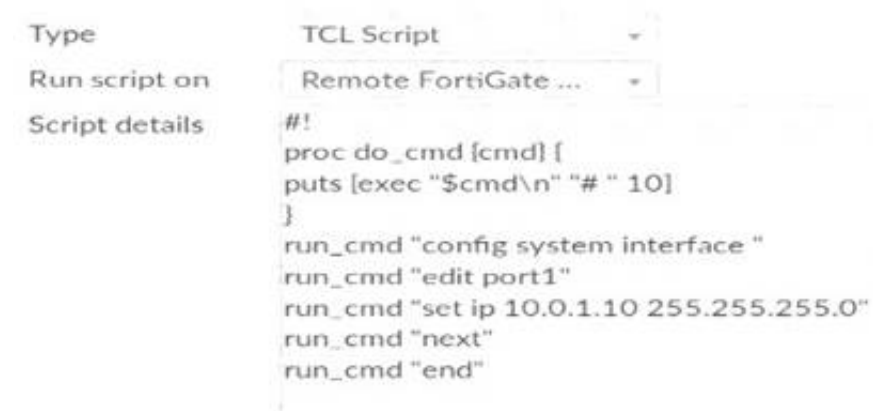 Type TCL Script
Run script on Remote FortiGate ...
Script details #!
proc do_cmd {cmd} {
puts [exec "$cmd\n" "# " 10]
}
run_cmd "config system interface "
run_cmd "edit port1"
run_cmd "set ip 10.0.1.10 255.255.255.0"
run_cmd "next"
run_cmd "end"